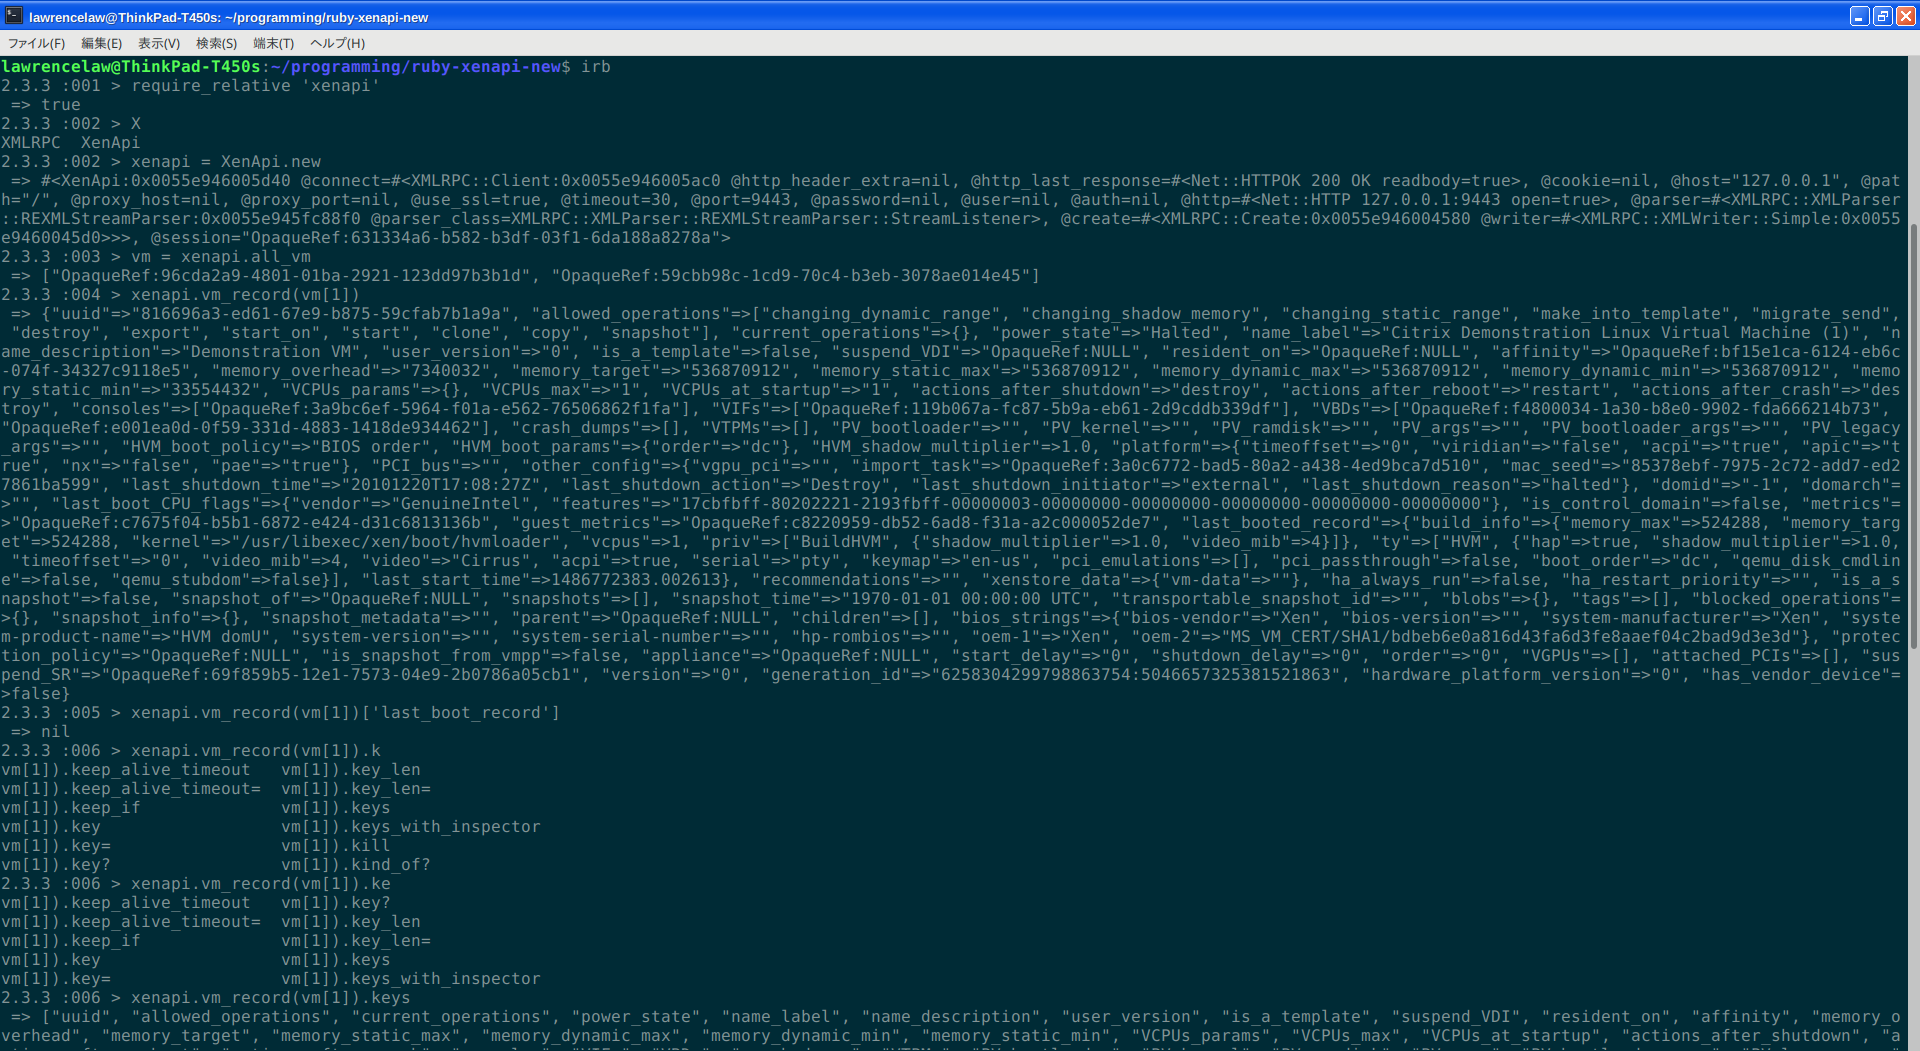 lawrencelaw@ThinkPad-T450s: ~/programming/ruby-xenapi-new
ファイル(F) 編集(E) 表示(V) 検索(S) 端末(T) ヘルプ(H)
lawrencelaw@ThinkPad-T450s:~/programming/ruby-xenapi-new$ irb
2.3.3 :001 > require_relative 'xenapi'
 => true
2.3.3 :002 > X
XMLRPC  XenApi
2.3.3 :002 > xenapi = XenApi.new
 => #<XenApi:0x0055e946005d40 @connect=#<XMLRPC::Client:0x0055e946005ac0 @http_header_extra=nil, @http_last_response=#<Net::HTTPOK 200 OK readbody=true>, @cookie=nil, @host="127.0.0.1", @pat
h="/", @proxy_host=nil, @proxy_port=nil, @use_ssl=true, @timeout=30, @port=9443, @password=nil, @user=nil, @auth=nil, @http=#<Net::HTTP 127.0.0.1:9443 open=true>, @parser=#<XMLRPC::XMLParser
::REXMLStreamParser:0x0055e945fc88f0 @parser_class=XMLRPC::XMLParser::REXMLStreamParser::StreamListener>, @create=#<XMLRPC::Create:0x0055e946004580 @writer=#<XMLRPC::XMLWriter::Simple:0x0055
e9460045d0>>>, @session="OpaqueRef:631334a6-b582-b3df-03f1-6da188a8278a">
2.3.3 :003 > vm = xenapi.all_vm
 => ["OpaqueRef:96cda2a9-4801-01ba-2921-123dd97b3b1d", "OpaqueRef:59cbb98c-1cd9-70c4-b3eb-3078ae014e45"]
2.3.3 :004 > xenapi.vm_record(vm[1])
 => {"uuid"=>"816696a3-ed61-67e9-b875-59cfab7b1a9a", "allowed_operations"=>["changing_dynamic_range", "changing_shadow_memory", "changing_static_range", "make_into_template", "migrate_send",
 "destroy", "export", "start_on", "start", "clone", "copy", "snapshot"], "current_operations"=>{}, "power_state"=>"Halted", "name_label"=>"Citrix Demonstration Linux Virtual Machine (1)", "n
ame_description"=>"Demonstration VM", "user_version"=>"0", "is_a_template"=>false, "suspend_VDI"=>"OpaqueRef:NULL", "resident_on"=>"OpaqueRef:NULL", "affinity"=>"OpaqueRef:bf15e1ca-6124-eb6c
-074f-34327c9118e5", "memory_overhead"=>"7340032", "memory_target"=>"536870912", "memory_static_max"=>"536870912", "memory_dynamic_max"=>"536870912", "memory_dynamic_min"=>"536870912", "memo
ry_static_min"=>"33554432", "VCPUs_params"=>{}, "VCPUs_max"=>"1", "VCPUs_at_startup"=>"1", "actions_after_shutdown"=>"destroy", "actions_after_reboot"=>"restart", "actions_after_crash"=>"des
troy", "consoles"=>["OpaqueRef:3a9bc6ef-5964-f01a-e562-76506862f1fa"], "VIFs"=>["OpaqueRef:119b067a-fc87-5b9a-eb61-2d9cddb339df"], "VBDs"=>["OpaqueRef:f4800034-1a30-b8e0-9902-fda666214b73",
"OpaqueRef:e001ea0d-0f59-331d-4883-1418de934462"], "crash_dumps"=>[], "VTPMs"=>[], "PV_bootloader"=>"", "PV_kernel"=>"", "PV_ramdisk"=>"", "PV_args"=>"", "PV_bootloader_args"=>"", "PV_legacy
_args"=>"", "HVM_boot_policy"=>"BIOS order", "HVM_boot_params"=>{"order"=>"dc"}, "HVM_shadow_multiplier"=>1.0, "platform"=>{"timeoffset"=>"0", "viridian"=>"false", "acpi"=>"true", "apic"=>"t
rue", "nx"=>"false", "pae"=>"true"}, "PCI_bus"=>"", "other_config"=>{"vgpu_pci"=>"", "import_task"=>"OpaqueRef:3a0c6772-bad5-80a2-a438-4ed9bca7d510", "mac_seed"=>"85378ebf-7975-2c72-add7-ed2
7861ba599", "last_shutdown_time"=>"20101220T17:08:27Z", "last_shutdown_action"=>"Destroy", "last_shutdown_initiator"=>"external", "last_shutdown_reason"=>"halted"}, "domid"=>"-1", "domarch"=
>"", "last_boot_CPU_flags"=>{"vendor"=>"GenuineIntel", "features"=>"17cbfbff-80202221-2193fbff-00000003-00000000-00000000-00000000-00000000-00000000"}, "is_control_domain"=>false, "metrics"=
>"OpaqueRef:c7675f04-b5b1-6872-e424-d31c6813136b", "guest_metrics"=>"OpaqueRef:c8220959-db52-6ad8-f31a-a2c000052de7", "last_booted_record"=>{"build_info"=>{"memory_max"=>524288, "memory_targ
et"=>524288, "kernel"=>"/usr/libexec/xen/boot/hvmloader", "vcpus"=>1, "priv"=>["BuildHVM", {"shadow_multiplier"=>1.0, "video_mib"=>4}]}, "ty"=>["HVM", {"hap"=>true, "shadow_multiplier"=>1.0,
 "timeoffset"=>"0", "video_mib"=>4, "video"=>"Cirrus", "acpi"=>true, "serial"=>"pty", "keymap"=>"en-us", "pci_emulations"=>[], "pci_passthrough"=>false, "boot_order"=>"dc", "qemu_disk_cmdlin
e"=>false, "qemu_stubdom"=>false}], "last_start_time"=>1486772383.002613}, "recommendations"=>"", "xenstore_data"=>{"vm-data"=>""}, "ha_always_run"=>false, "ha_restart_priority"=>"", "is_a_s
napshot"=>false, "snapshot_of"=>"OpaqueRef:NULL", "snapshots"=>[], "snapshot_time"=>"1970-01-01 00:00:00 UTC", "transportable_snapshot_id"=>"", "blobs"=>{}, "tags"=>[], "blocked_operations"=
>{}, "snapshot_info"=>{}, "snapshot_metadata"=>"", "parent"=>"OpaqueRef:NULL", "children"=>[], "bios_strings"=>{"bios-vendor"=>"Xen", "bios-version"=>"", "system-manufacturer"=>"Xen", "syste
m-product-name"=>"HVM domU", "system-version"=>"", "system-serial-number"=>"", "hp-rombios"=>"", "oem-1"=>"Xen", "oem-2"=>"MS_VM_CERT/SHA1/bdbeb6e0a816d43fa6d3fe8aaef04c2bad9d3e3d"}, "protec
tion_policy"=>"OpaqueRef:NULL", "is_snapshot_from_vmpp"=>false, "appliance"=>"OpaqueRef:NULL", "start_delay"=>"0", "shutdown_delay"=>"0", "order"=>"0", "VGPUs"=>[], "attached_PCIs"=>[], "sus
pend_SR"=>"OpaqueRef:69f859b5-12e1-7573-04e9-2b0786a05cb1", "version"=>"0", "generation_id"=>"6258304299798863754:5046657325381521863", "hardware_platform_version"=>"0", "has_vendor_device"=
>false}
2.3.3 :005 > xenapi.vm_record(vm[1])['last_boot_record']
 => nil
2.3.3 :006 > xenapi.vm_record(vm[1]).k
vm[1]).keep_alive_timeout   vm[1]).key_len
vm[1]).keep_alive_timeout=  vm[1]).key_len=
vm[1]).keep_if              vm[1]).keys
vm[1]).key                  vm[1]).keys_with_inspector
vm[1]).key=                 vm[1]).kill
vm[1]).key?                 vm[1]).kind_of?
2.3.3 :006 > xenapi.vm_record(vm[1]).ke
vm[1]).keep_alive_timeout   vm[1]).key?
vm[1]).keep_alive_timeout=  vm[1]).key_len
vm[1]).keep_if              vm[1]).key_len=
vm[1]).key                  vm[1]).keys
vm[1]).key=                 vm[1]).keys_with_inspector
2.3.3 :006 > xenapi.vm_record(vm[1]).keys
 => ["uuid", "allowed_operations", "current_operations", "power_state", "name_label", "name_description", "user_version", "is_a_template", "suspend_VDI", "resident_on", "affinity", "memory_o
verhead", "memory_target", "memory_static_max", "memory_dynamic_max", "memory_dynamic_min", "memory_static_min", "VCPUs_params", "VCPUs_max", "VCPUs_at_startup", "actions_after_shutdown", "a